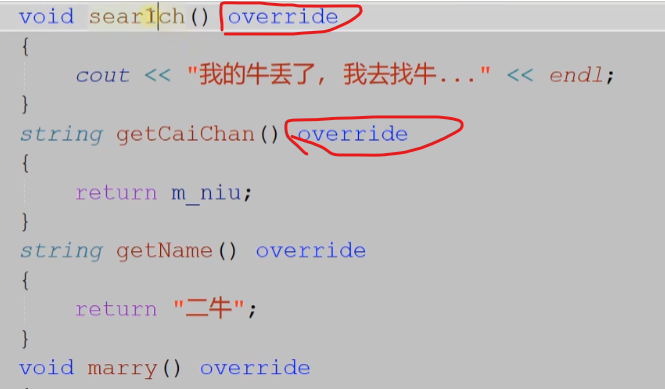 void search() override
{
cout << "我的牛丢了, 我去找牛..." << endl;
}
string getCaiChan() override
{
return m_niu;
}
string getName() override
{
return "二牛";
}
void marry() override